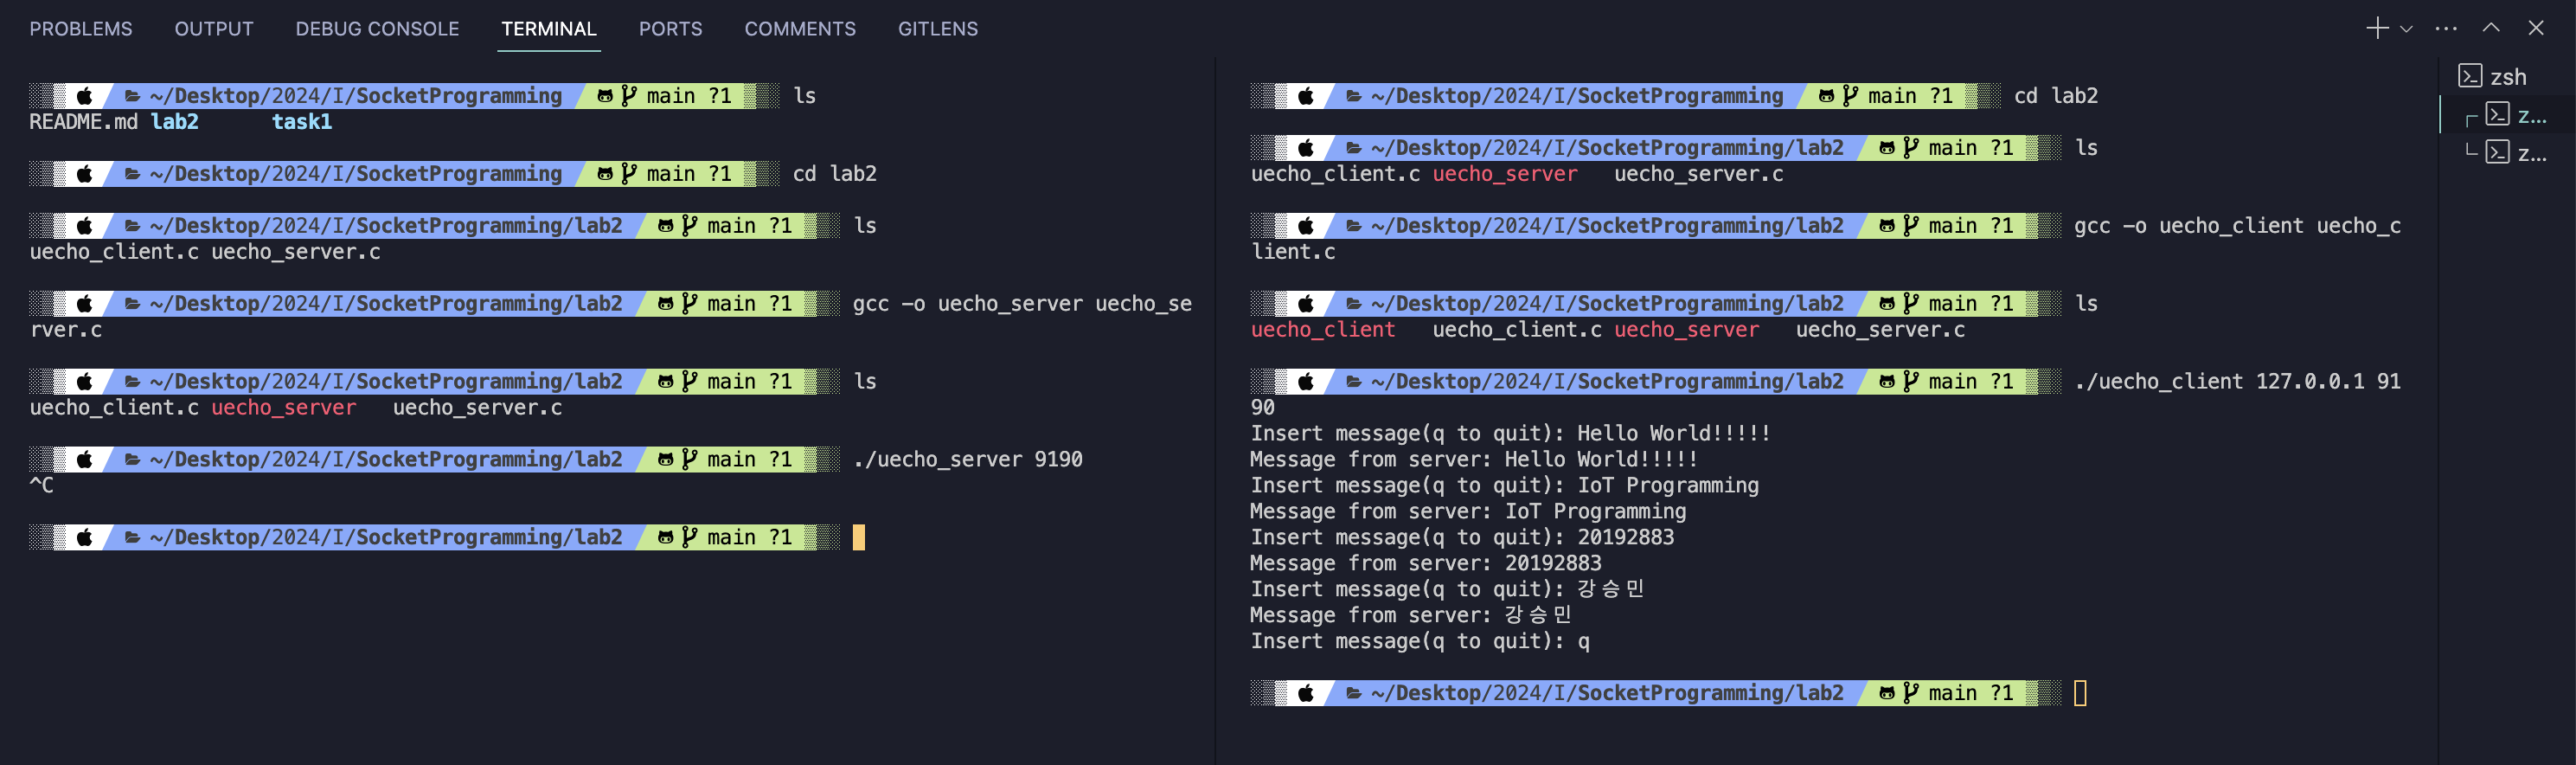 PROBLEMS OUTPUT DEBUG CONSOLE TERMINAL PORTS COMMENTS GITLENS
~/Desktop/2024/I/SocketProgramming main ?1 ls
README.md lab2 task1
~/Desktop/2024/I/SocketProgramming main ?1 cd lab2
~/Desktop/2024/I/SocketProgramming/lab2 main ?1 ls
uecho_client.c uecho_server.c
~/Desktop/2024/I/SocketProgramming/lab2 main ?1 gcc -o uecho_server uecho_se
rver.c
~/Desktop/2024/I/SocketProgramming/lab2 main ?1 ls
uecho_client.c uecho_server uecho_server.c
~/Desktop/2024/I/SocketProgramming/lab2 main ?1 ./uecho_server 9190
^C
~/Desktop/2024/I/SocketProgramming/lab2 main ?1
~/Desktop/2024/I/SocketProgramming main ?1 cd lab2
~/Desktop/2024/I/SocketProgramming/lab2 main ?1 ls
uecho_client.c uecho_server uecho_server.c
~/Desktop/2024/I/SocketProgramming/lab2 main ?1 gcc -o uecho_client uecho_c
lient.c
~/Desktop/2024/I/SocketProgramming/lab2 main ?1 ls
uecho_client uecho_client.c uecho_server uecho_server.c
~/Desktop/2024/I/SocketProgramming/lab2 main ?1 ./uecho_client 127.0.0.1 91
90
Insert message(q to quit): Hello World!!!!!
Message from server: Hello World!!!!!
Insert message(q to quit): IoT Programming
Message from server: IoT Programming
Insert message(q to quit): 20192883
Message from server: 20192883
Insert message(q to quit): 강승민
Message from server: 강승민
Insert message(q to quit): q
~/Desktop/2024/I/SocketProgramming/lab2 main ?1
zsh
z...
z...